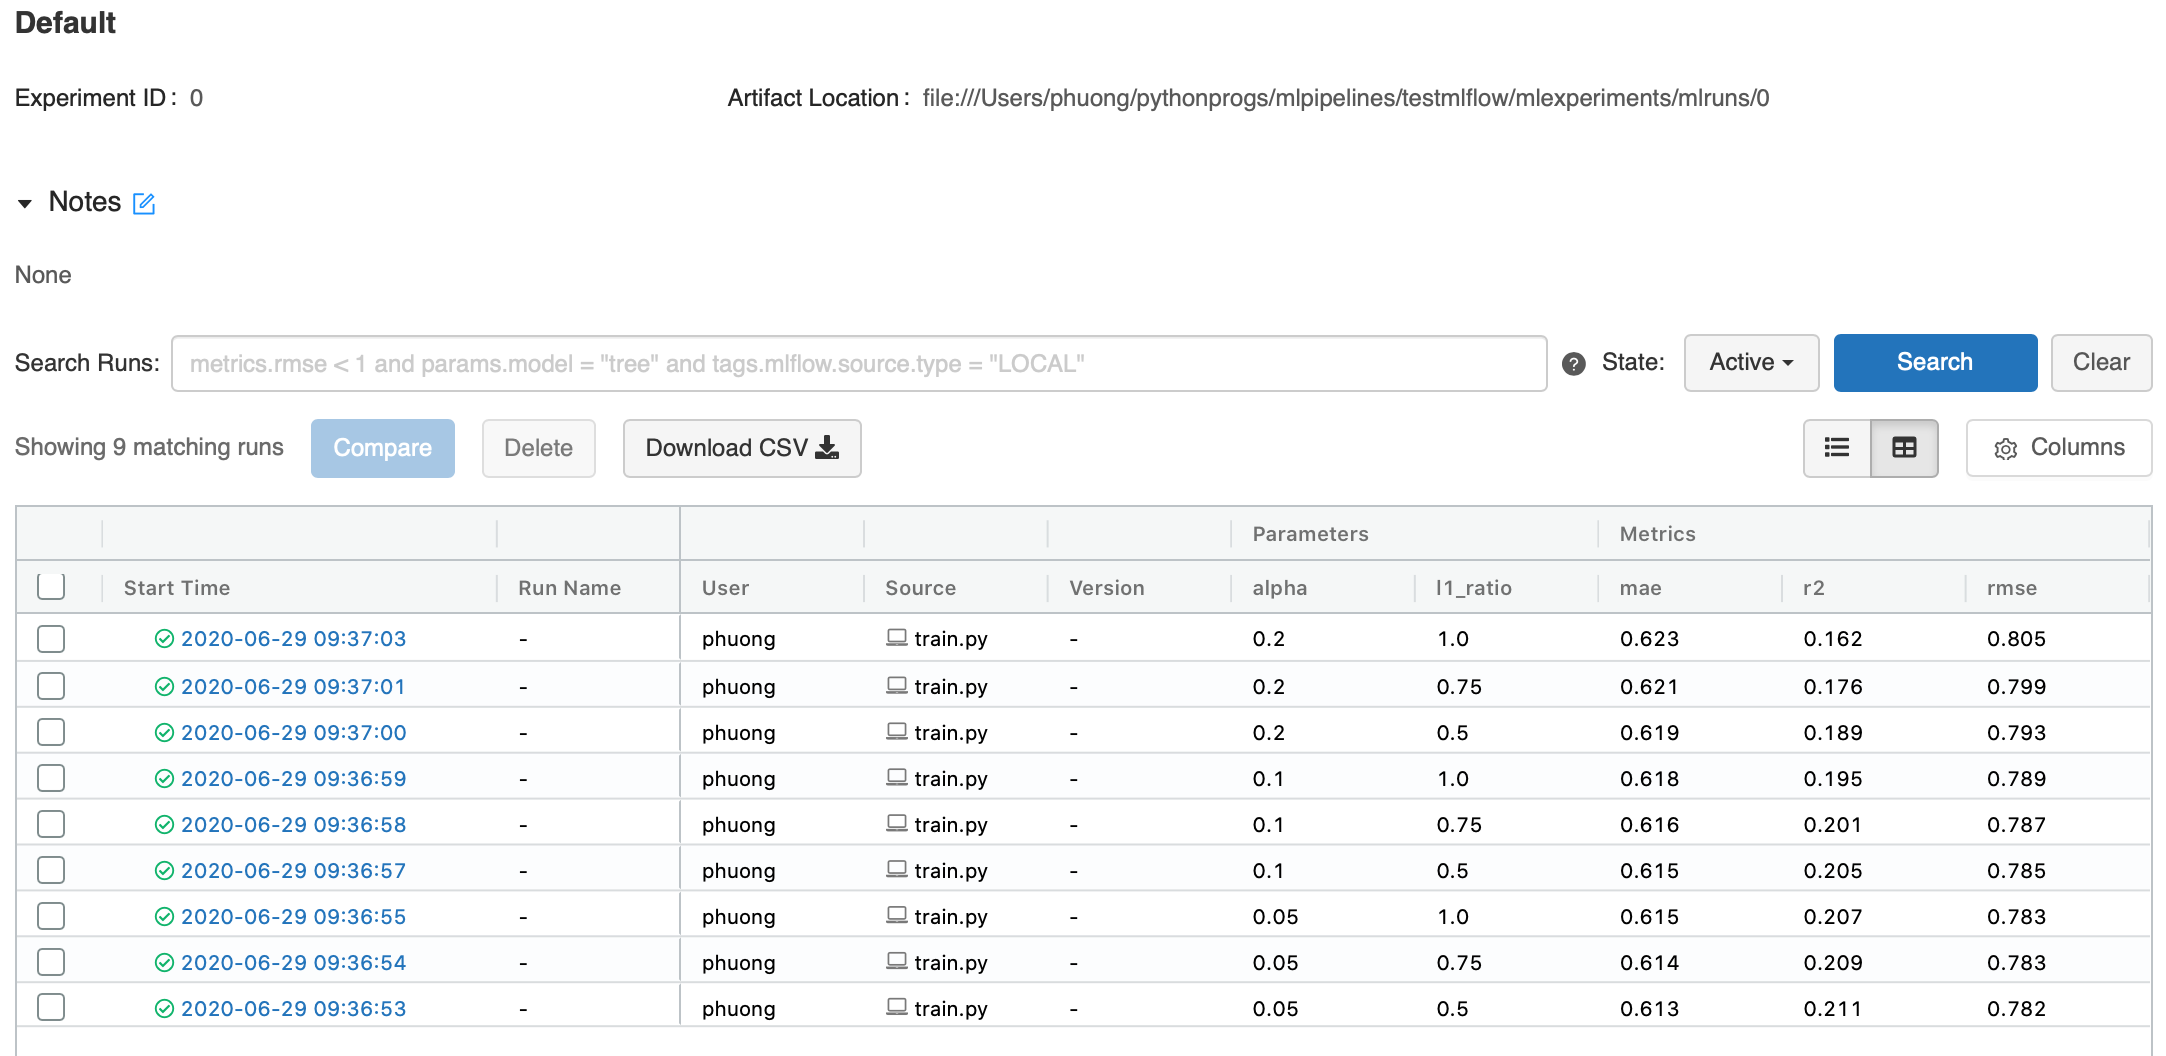 Default
Experiment ID: 0 Artifact Location: file:///Users/phuong/pythonprogs/mlpipelines/testmlflow/mlexperiments/mlruns/0
Notes
None
Search Runs: metrics.rmse < 1 and params.model = "tree" and tags.mlflow.source.type = "LOCAL" ? State: Active Search Clear
Showing 9 matching runs Compare Delete Download CSV Columns
Parameters Metrics
Start Time Run Name User Source Version alpha l1_ratio mae r2 rmse
2020-06-29 09:37:03 - phuong train.py - 0.2 1.0 0.623 0.162 0.805
2020-06-29 09:37:01 - phuong train.py - 0.2 0.75 0.621 0.176 0.799
2020-06-29 09:37:00 - phuong train.py - 0.2 0.5 0.619 0.189 0.793
2020-06-29 09:36:59 - phuong train.py - 0.1 1.0 0.618 0.195 0.789
2020-06-29 09:36:58 - phuong train.py - 0.1 0.75 0.616 0.201 0.787
2020-06-29 09:36:57 - phuong train.py - 0.1 0.5 0.615 0.205 0.785
2020-06-29 09:36:55 - phuong train.py - 0.05 1.0 0.615 0.207 0.783
2020-06-29 09:36:54 - phuong train.py - 0.05 0.75 0.614 0.209 0.783
2020-06-29 09:36:53 - phuong train.py - 0.05 0.5 0.613 0.211 0.782